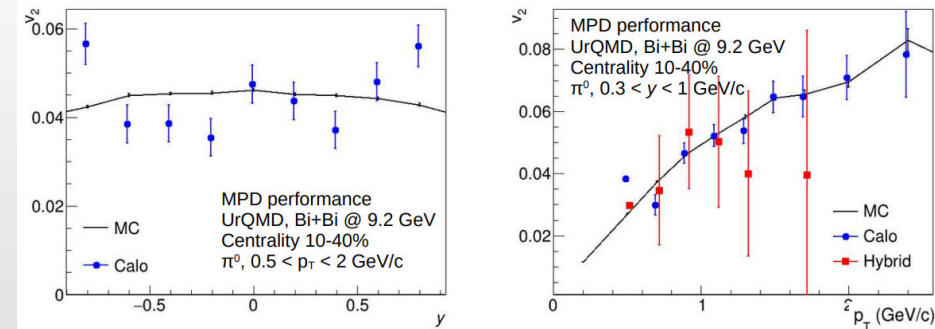 v₂
0.06
0.04
0.02
0
−0.5
0
0.5
y
MC
Calo
MPD performance
UrQMD, Bi+Bi @ 9.2 GeV
Centrality 10-40%
π⁰, 0.5 < pT < 2 GeV/c
v₂
0.08
0.06
0.04
0.02
0
1
2
pT (GeV/c)
MPD performance
UrQMD, Bi+Bi @ 9.2 GeV
Centrality 10-40%
π⁰, 0.3 < y < 1 GeV/c
MC
Calo
Hybrid